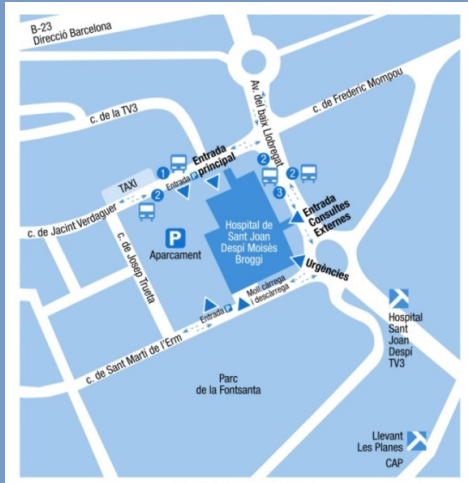 B-23
Direcció Barcelona
Av. del baix Llobregat
c. de Frederic Mompou
c. de la TV3
1
2
TAXI
Entrada P
Entrada
principal
2
2
3
c. de Jacint Verdaguer
P
Aparcament
c. de Josep Trueta
Hospital de
Sant Joan
Despí Moisès
Broggi
Entrada
Consultes
Externes
Urgències
Moll càrrega
i descàrrega
Entrada P
c. de Sant Martí de l'Erm
Hospital
Sant
Joan
Despí
TV3
Parc
de la Fontsanta
Llevant
Les Planes
CAP